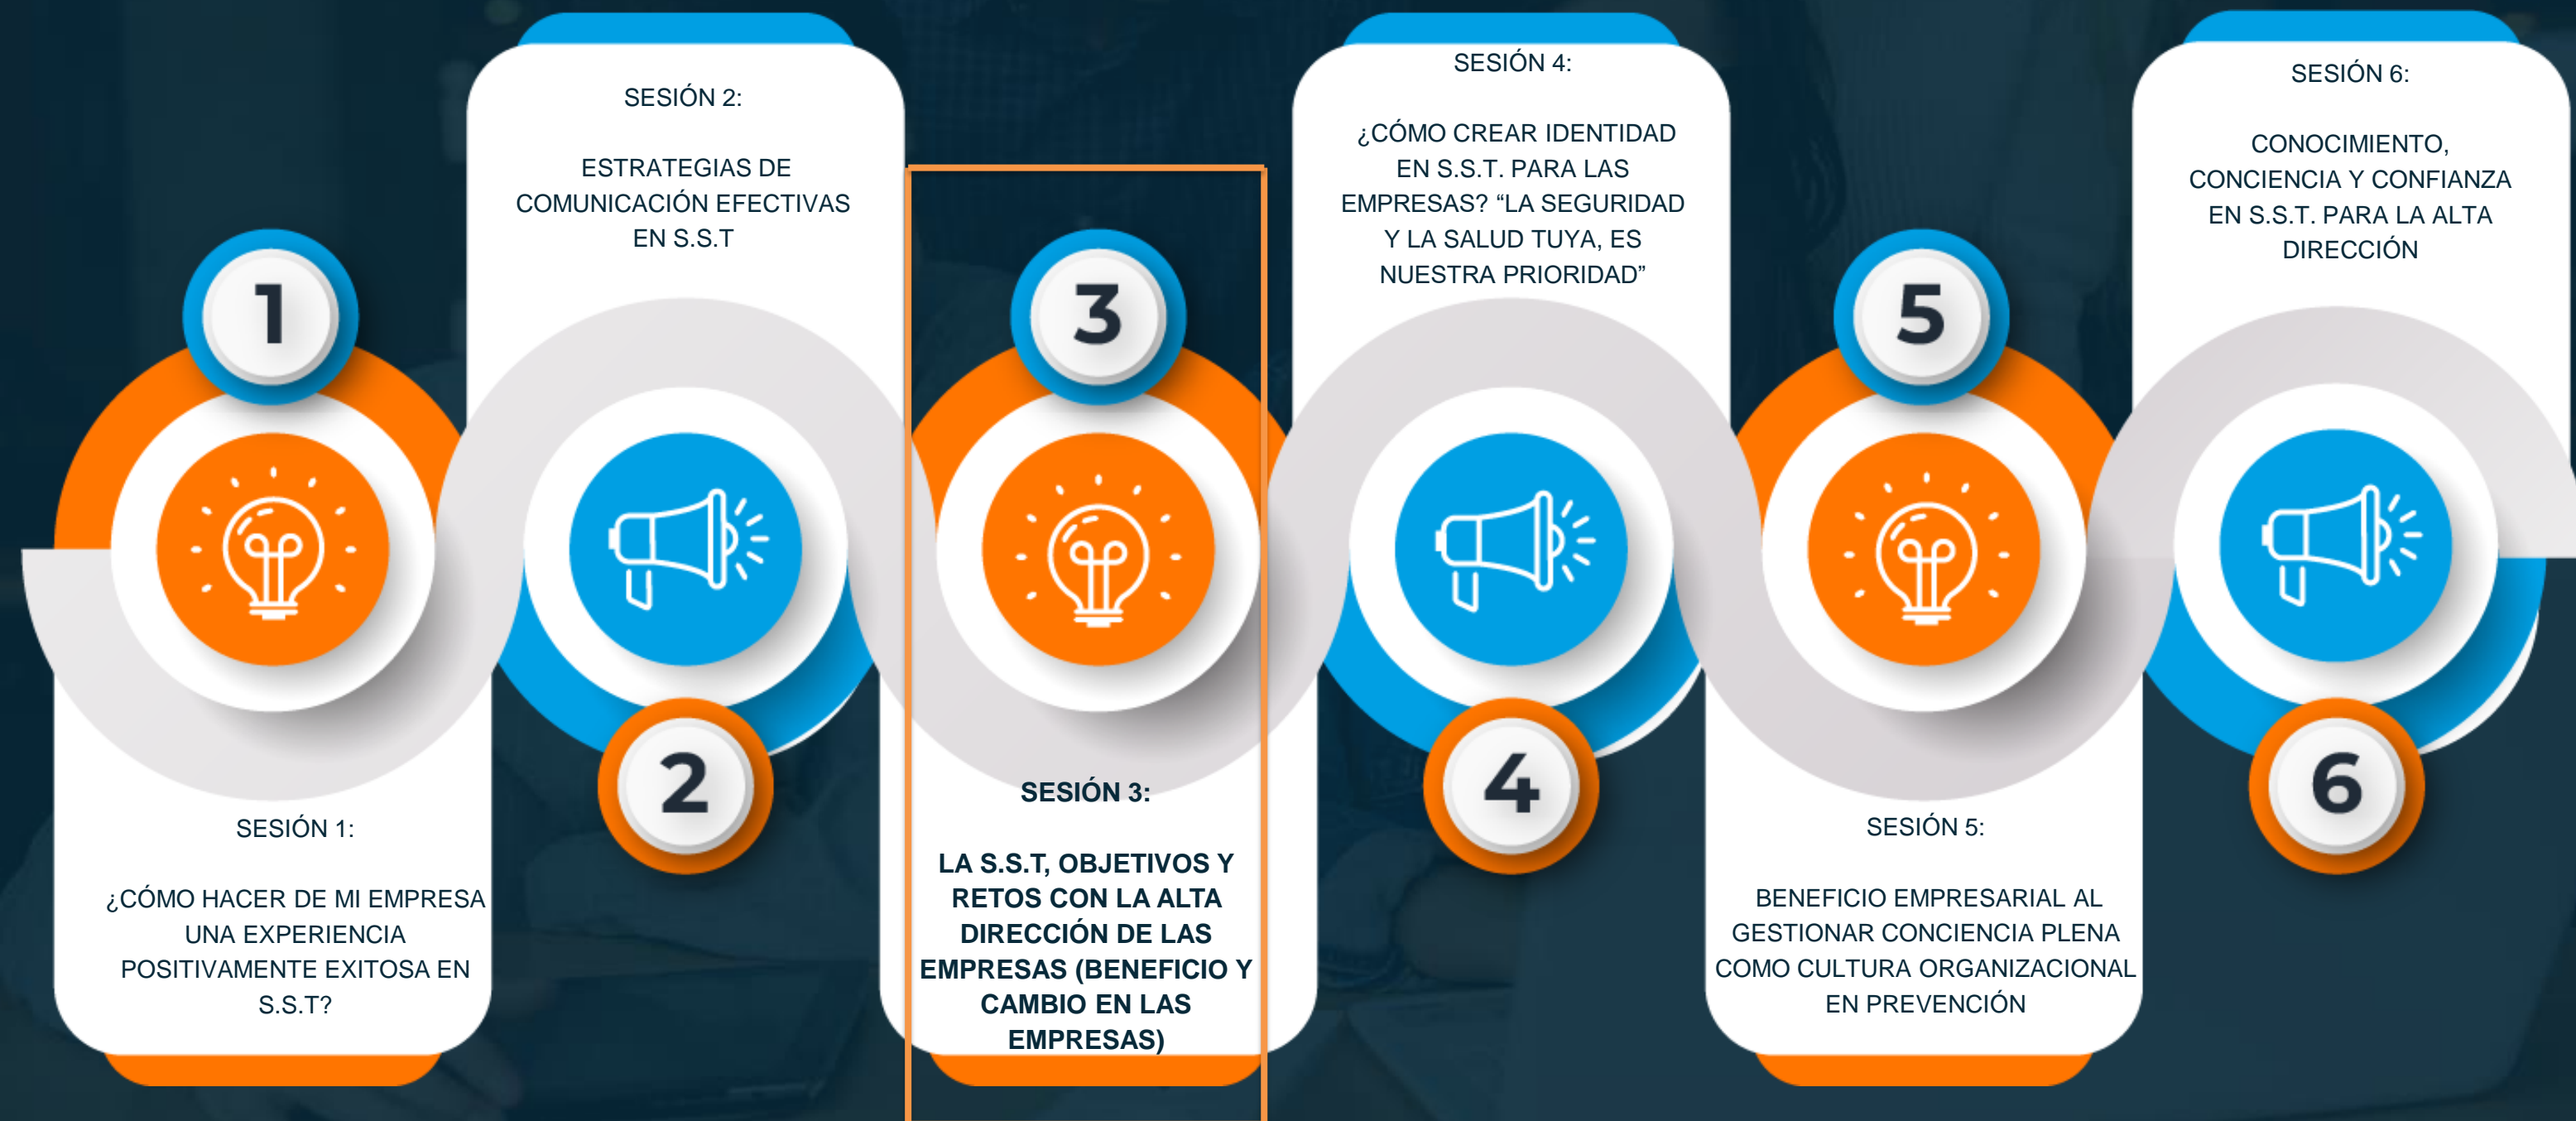 1
SESIÓN 1:
¿CÓMO HACER DE MI EMPRESA
UNA EXPERIENCIA
POSITIVAMENTE EXITOSA EN
S.S.T?
SESIÓN 2:
ESTRATEGIAS DE
COMUNICACIÓN EFECTIVAS
EN S.S.T
2
3
SESIÓN 3:
LA S.S.T, OBJETIVOS Y
RETOS CON LA ALTA
DIRECCIÓN DE LAS
EMPRESAS (BENEFICIO Y
CAMBIO EN LAS
EMPRESAS)
SESIÓN 4:
¿CÓMO CREAR IDENTIDAD
EN S.S.T. PARA LAS
EMPRESAS? “LA SEGURIDAD
Y LA SALUD TUYA, ES
NUESTRA PRIORIDAD”
4
5
SESIÓN 5:
BENEFICIO EMPRESARIAL AL
GESTIONAR CONCIENCIA PLENA
COMO CULTURA ORGANIZACIONAL
EN PREVENCIÓN
SESIÓN 6:
CONOCIMIENTO,
CONCIENCIA Y CONFIANZA
EN S.S.T. PARA LA ALTA
DIRECCIÓN
6